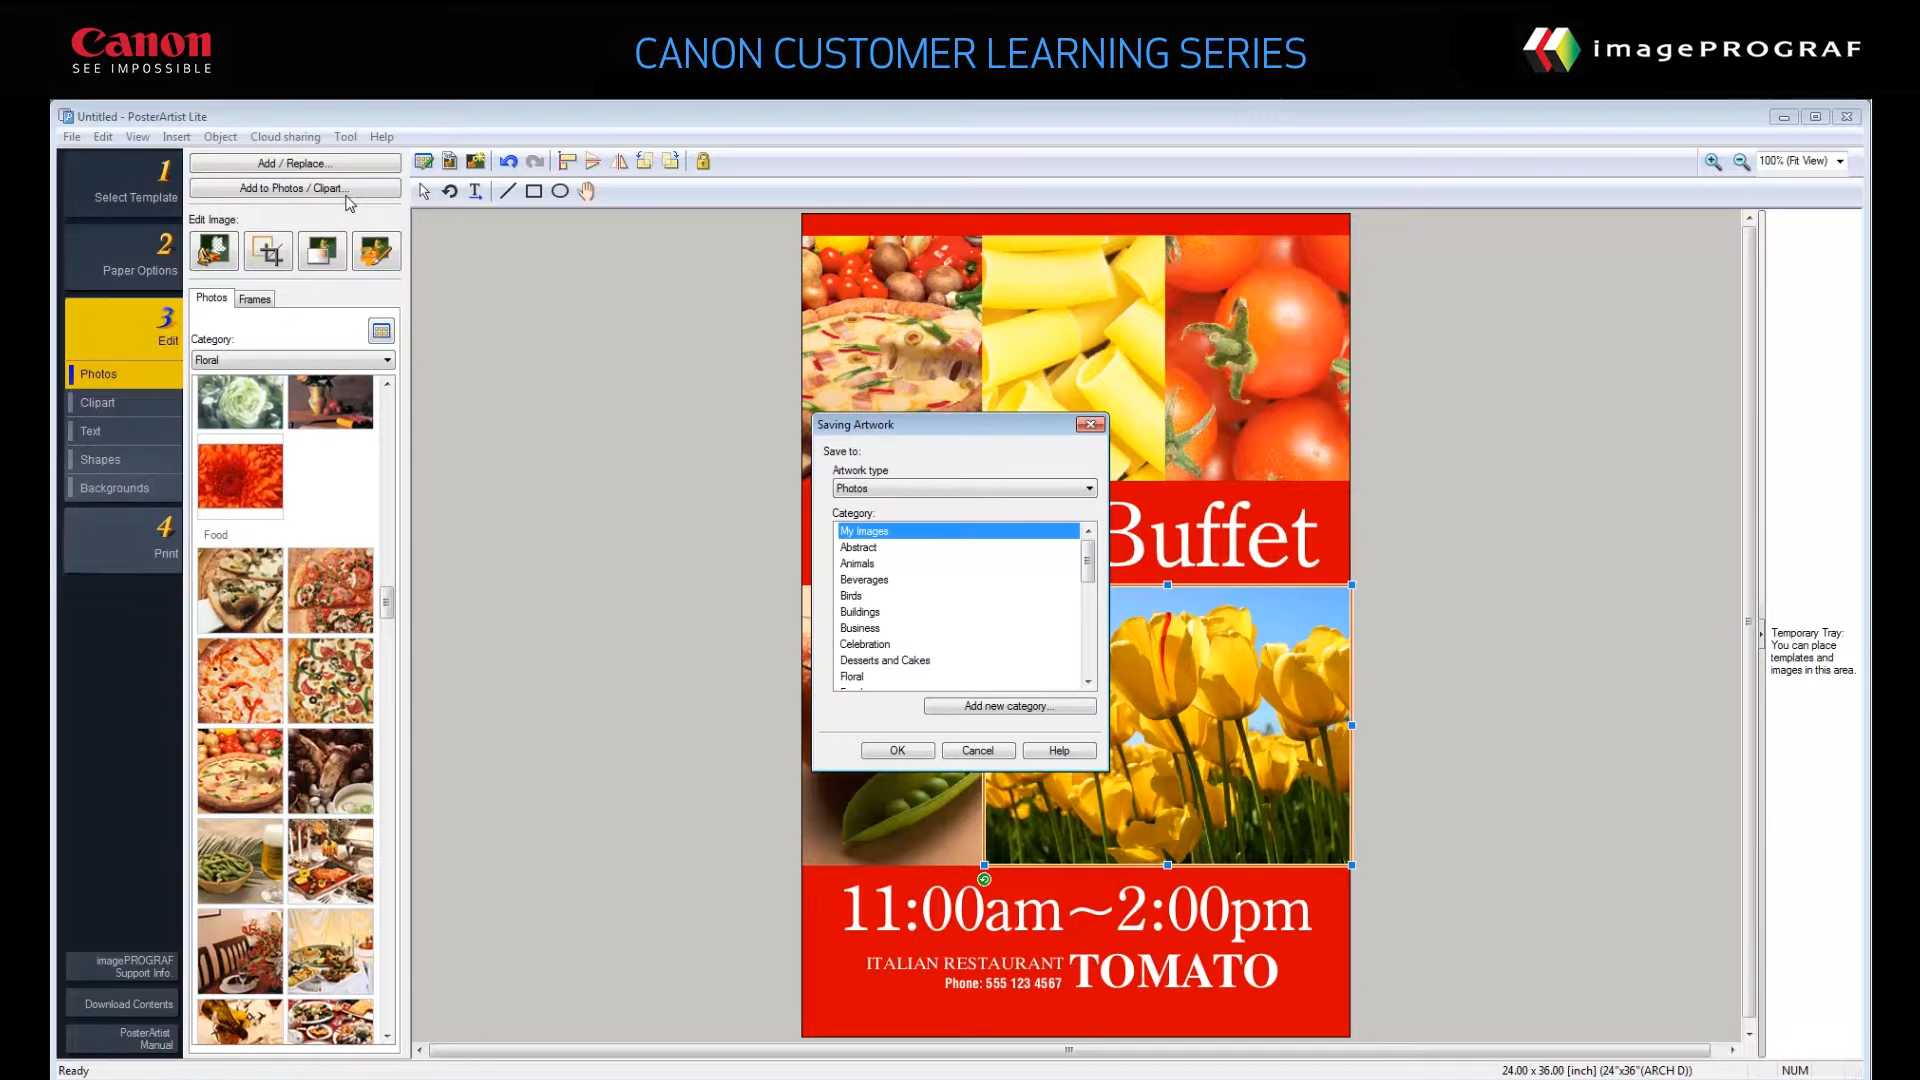 Canon
SEE IMPOSSIBLE
CANON CUSTOMER LEARNING SERIES
imagePROGRAF
Untitled - PosterArtist Lite
File Edit View Insert Object Cloud sharing Tool Help
1
Select Template
2
Paper Options
3
Edit
Photos
Clipart
Text
Shapes
Backgrounds
4
Print
imagePROGRAF
Support Info.
Download Contents
PosterArtist
Manual
Add / Replace...
Add to Photos / Clipart...
Edit Image:
Photos Frames
Category:
Floral
Food
100% (Fit View)
Buffet
11:00am~2:00pm
ITALIAN RESTAURANT TOMATO
Phone: 555 123 4567
Saving Artwork
Save to:
Artwork type
Photos
Category:
My Images
Abstract
Animals
Beverages
Birds
Buildings
Business
Celebration
Desserts and Cakes
Floral
Add new category...
OK Cancel Help
Temporary Tray:
You can place
templates and
images in this area.
Ready
24.00 x 36.00 [inch] (24"x36"(ARCH D))
NUM